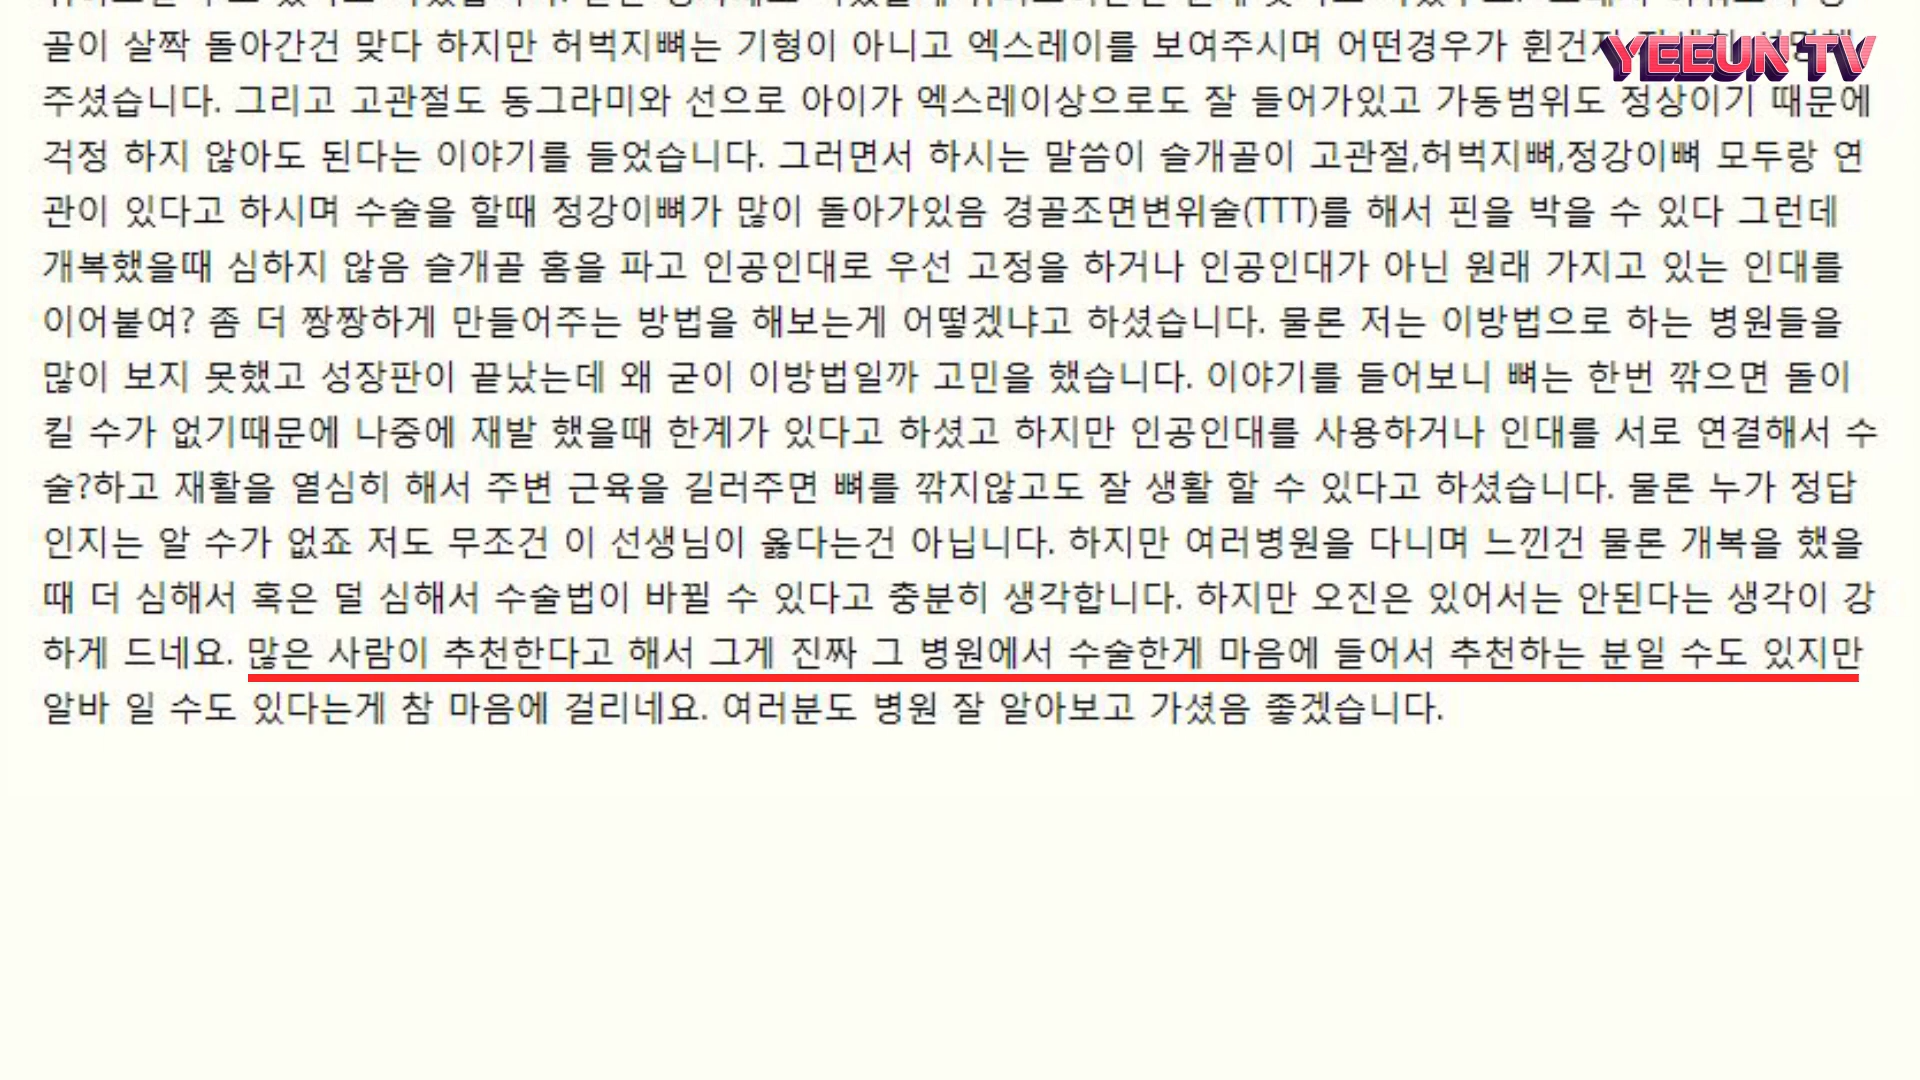 골이 살짝 돌아간건 맞다 하지만 허벅지뼈는 기형이 아니고 엑스레이를 보여주시며 어떤경우가 휜건지
YEEUN TV
주셨습니다. 그리고 고관절도 동그라미와 선으로 아이가 엑스레이상으로도 잘 들어가있고 가동범위도 정상이기 때문에
걱정 하지 않아도 된다는 이야기를 들었습니다. 그러면서 하시는 말씀이 슬개골이 고관절,허벅지뼈,정강이뼈 모두랑 연
관이 있다고 하시며 수술을 할때 정강이뼈가 많이 돌아가있음 경골조면변위술(TTT)를 해서 핀을 박을 수 있다 그런데
개복했을때 심하지 않음 슬개골 홈을 파고 인공인대로 우선 고정을 하거나 인공인대가 아닌 원래 가지고 있는 인대를
이어붙여? 좀 더 짱짱하게 만들어주는 방법을 해보는게 어떻겠냐고 하셨습니다. 물론 저는 이방법으로 하는 병원들을
많이 보지 못했고 성장판이 끝났는데 왜 굳이 이방법일까 고민을 했습니다. 이야기를 들어보니 뼈는 한번 깎으면 돌이
킬 수가 없기때문에 나중에 재발 했을때 한계가 있다고 하셨고 하지만 인공인대를 사용하거나 인대를 서로 연결해서 수
술?하고 재활을 열심히 해서 주변 근육을 길러주면 뼈를 깎지않고도 잘 생활 할 수 있다고 하셨습니다. 물론 누가 정답
인지는 알 수가 없죠 저도 무조건 이 선생님이 옳다는건 아닙니다. 하지만 여러병원을 다니며 느낀건 물론 개복을 했을
때 더 심해서 혹은 덜 심해서 수술법이 바뀔 수 있다고 충분히 생각합니다. 하지만 오진은 있어서는 안된다는 생각이 강
하게 드네요. 많은 사람이 추천한다고 해서 그게 진짜 그 병원에서 수술한게 마음에 들어서 추천하는 분일 수도 있지만
알바 일 수도 있다는게 참 마음에 걸리네요. 여러분도 병원 잘 알아보고 가셨음 좋겠습니다.